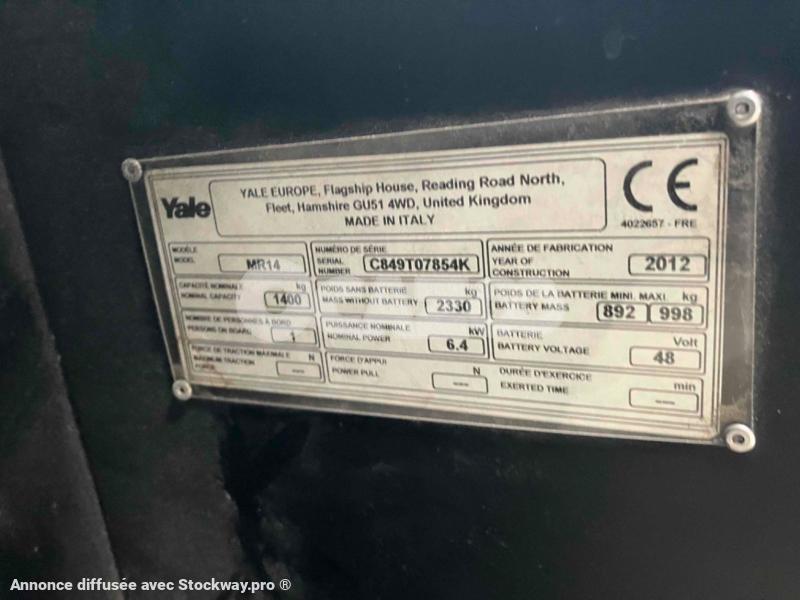 Yale
YALE EUROPE, Flagship House, Reading Road North,
Fleet, Hamshire GU51 4WD, United Kingdom
MADE IN ITALY
CE
4022657 - FRE
MODÈLE
MODEL
MR14
NUMÉRO DE SÉRIE
SERIAL
NUMBER
C849T07854K
ANNÉE DE FABRICATION
YEAR OF
CONSTRUCTION
2012
CAPACITÉ NOMINALE kg
NOMINAL CAPACITY
1400
POIDS SANS BATTERIE kg
MASS WITHOUT BATTERY
2330
POIDS DE LA BATTERIE MINI. MAXI. kg
BATTERY MASS
892 998
NOMBRE DE PERSONNES À BORD
PERSONS ON BOARD
1
PUISSANCE NOMINALE kW
NOMINAL POWER
6.4
BATTERIE Volt
BATTERY VOLTAGE
48
FORCE DE TRACTION MAXIMALE N
MAXIMUM TRACTION
FORCE
---
FORCE D'APPUI N
POWER PULL
---
DURÉE D'EXERCICE min
EXERTED TIME
---
Annonce diffusée avec Stockway.pro ®